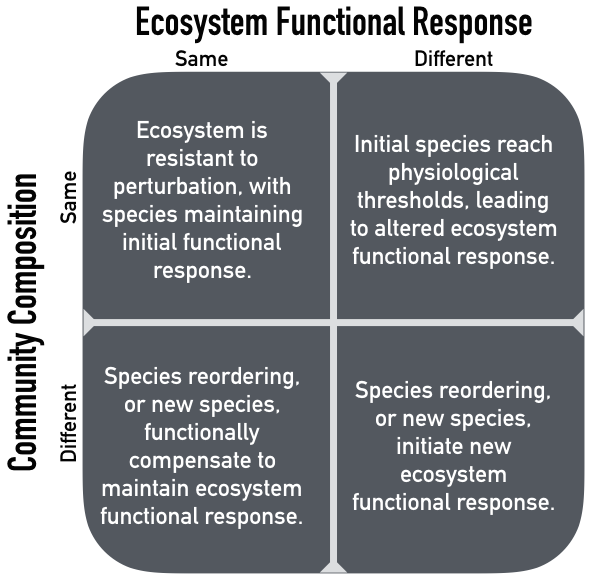 Ecosystem Functional Response
Same
Different
Community Composition
Same
Ecosystem is
resistant to
perturbation, with
species maintaining
initial functional
response.
Initial species reach
physiological
thresholds, leading
to altered ecosystem
functional response.
Different
Species reordering,
or new species,
functionally
compensate to
maintain ecosystem
functional response.
Species reordering,
or new species,
initiate new
ecosystem
functional response.